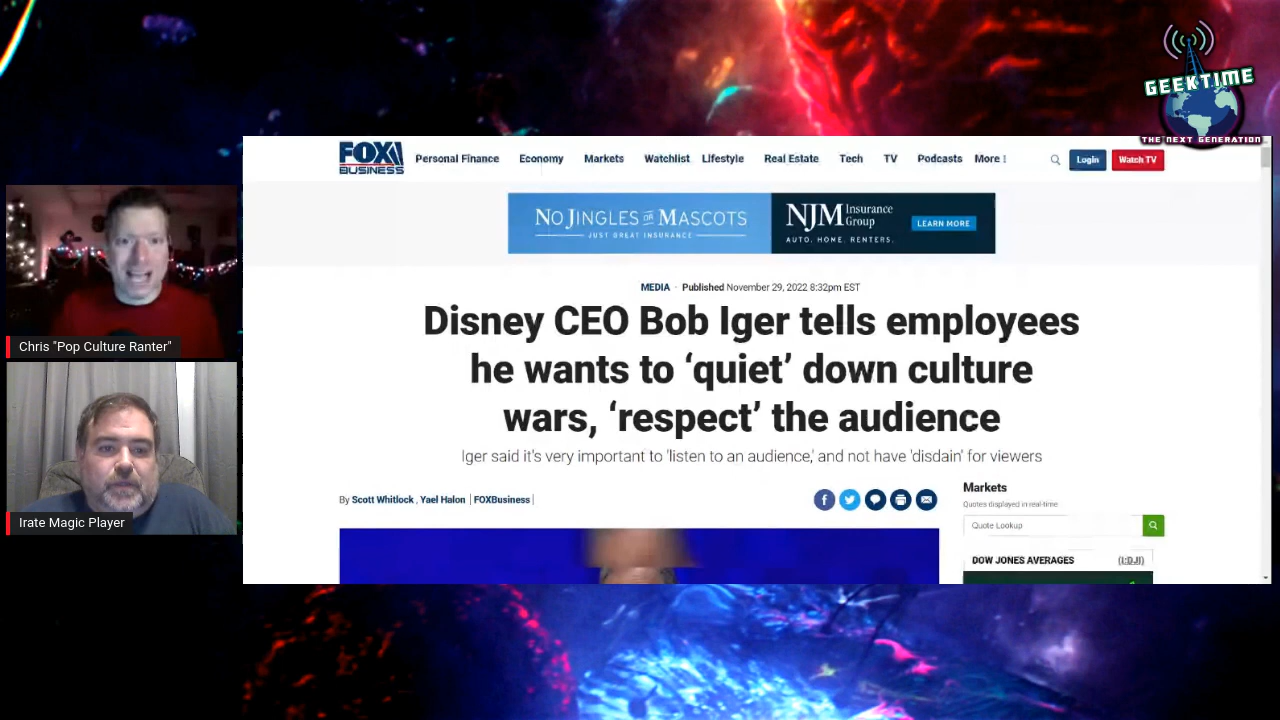 GEEKTIME
THE NEXT GENERATION
FOX
BUSINESS
Personal Finance Economy Markets Watchlist Lifestyle Real Estate Tech TV Podcasts More Login Watch TV
NO JINGLES OR MASCOTS
JUST GREAT INSURANCE
NJM Insurance Group
AUTO. HOME. RENTERS.
LEARN MORE
MEDIA · Published November 29, 2022 8:32pm EST
Disney CEO Bob Iger tells employees
he wants to ‘quiet’ down culture
wars, ‘respect’ the audience
Iger said it's very important to 'listen to an audience,' and not have 'disdain' for viewers
By Scott Whitlock , Yael Halon | FOXBusiness |
Markets
Quotes displayed in real-time
Quote Lookup
DOW JONES AVERAGES (I:DJI)
Chris "Pop Culture Ranter"
Irate Magic Player